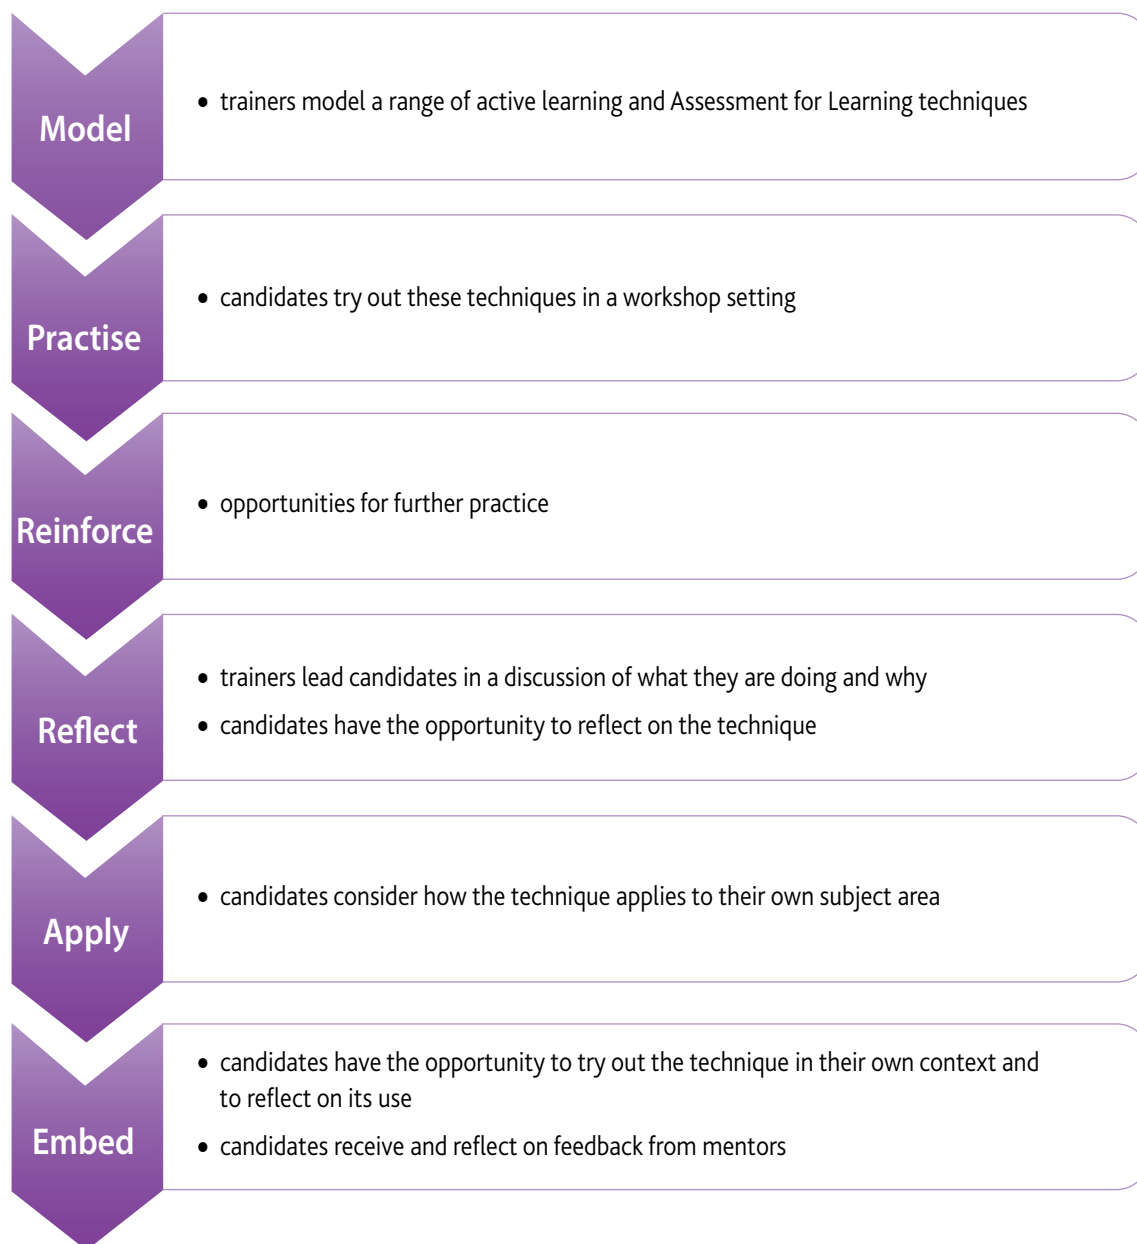 Model
• trainers model a range of active learning and Assessment for Learning techniques
Practise
• candidates try out these techniques in a workshop setting
Reinforce
• opportunities for further practice
Reflect
• trainers lead candidates in a discussion of what they are doing and why
• candidates have the opportunity to reflect on the technique
Apply
• candidates consider how the technique applies to their own subject area
Embed
• candidates have the opportunity to try out the technique in their own context and
to reflect on its use
• candidates receive and reflect on feedback from mentors